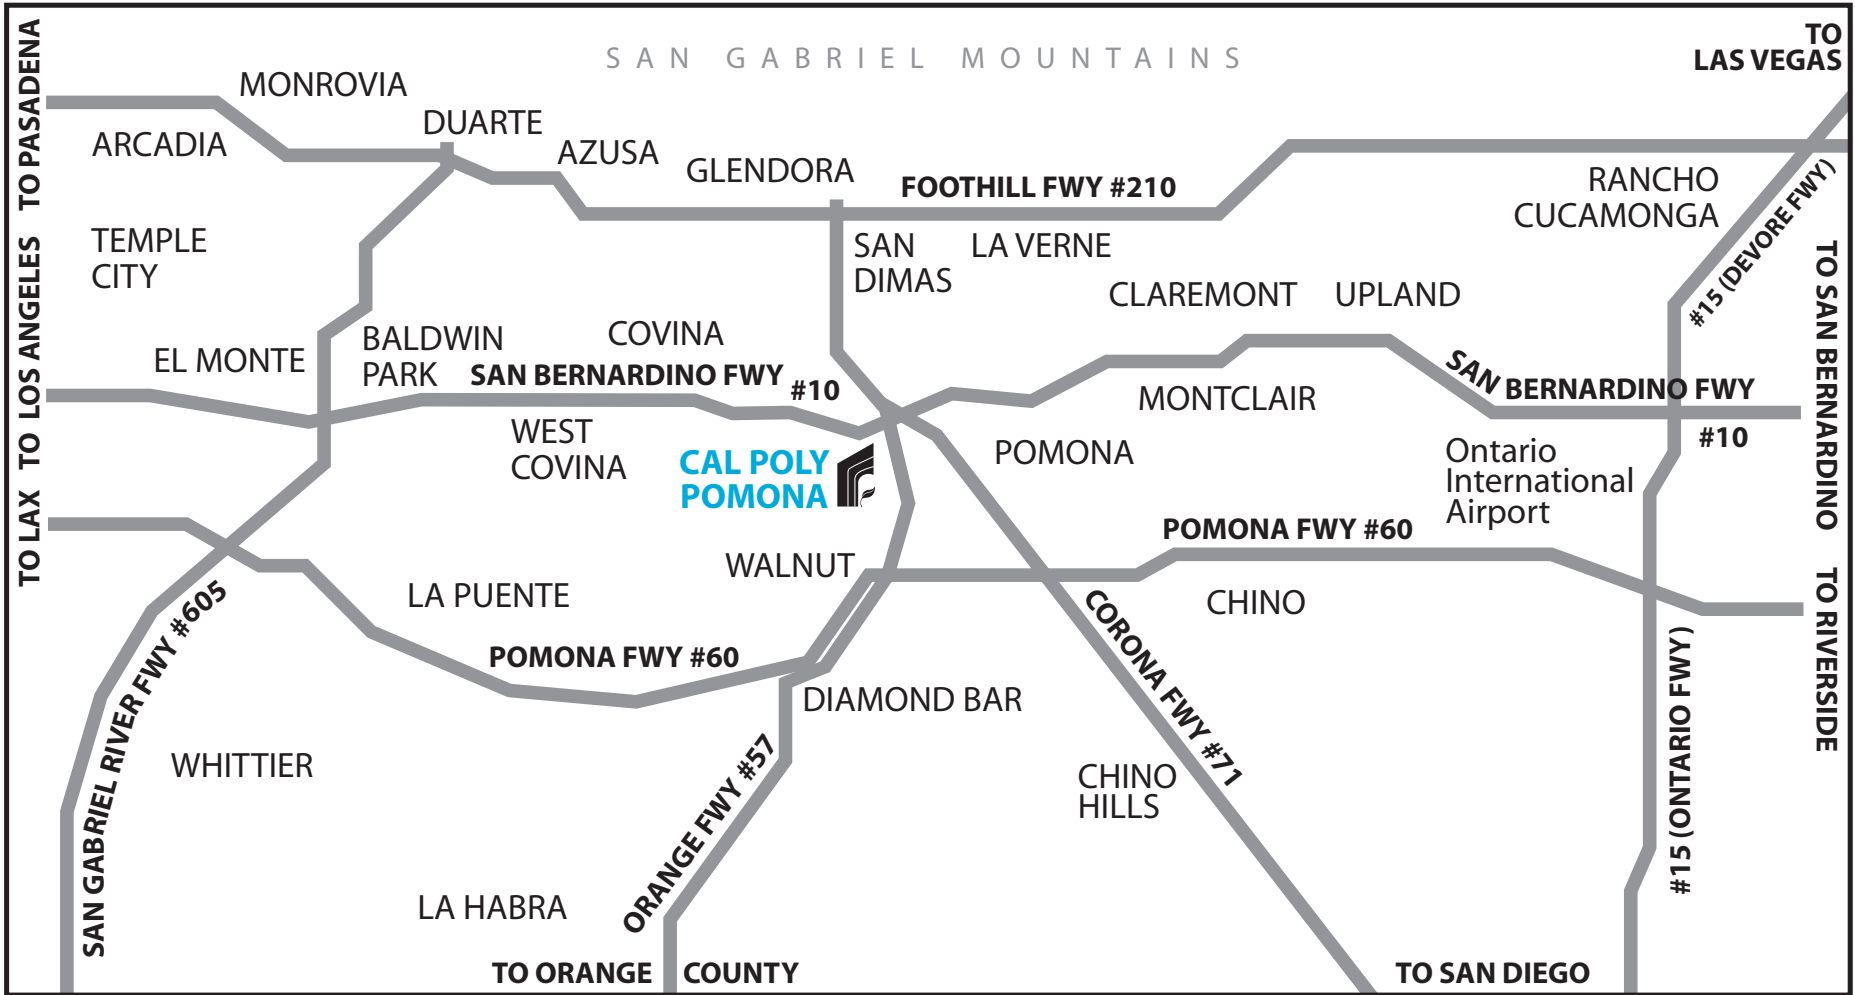 SAN GABRIEL MOUNTAINS
TO
LAS VEGAS
TO PASADENA
MONROVIA
ARCADIA
DUARTE
AZUSA
GLENDORA
FOOTHILL FWY #210
RANCHO
CUCAMONGA
#15 (DEVORE FWY)
TEMPLE
CITY
SAN
DIMAS
LA VERNE
CLAREMONT
UPLAND
TO LOS ANGELES
EL MONTE
BALDWIN
PARK
COVINA
SAN BERNARDINO FWY
#10
MONTCLAIR
SAN BERNARDINO FWY
#10
TO SAN BERNARDINO
WEST
COVINA
CAL POLY
POMONA
POMONA
Ontario
International
Airport
TO LAX
POMONA FWY #60
WALNUT
LA PUENTE
SAN GABRIEL RIVER FWY #605
POMONA FWY #60
CORONA FWY #71
CHINO
TO RIVERSIDE
#15 (ONTARIO FWY)
DIAMOND BAR
WHITTIER
ORANGE FWY #57
CHINO
HILLS
LA HABRA
TO ORANGE COUNTY
TO SAN DIEGO